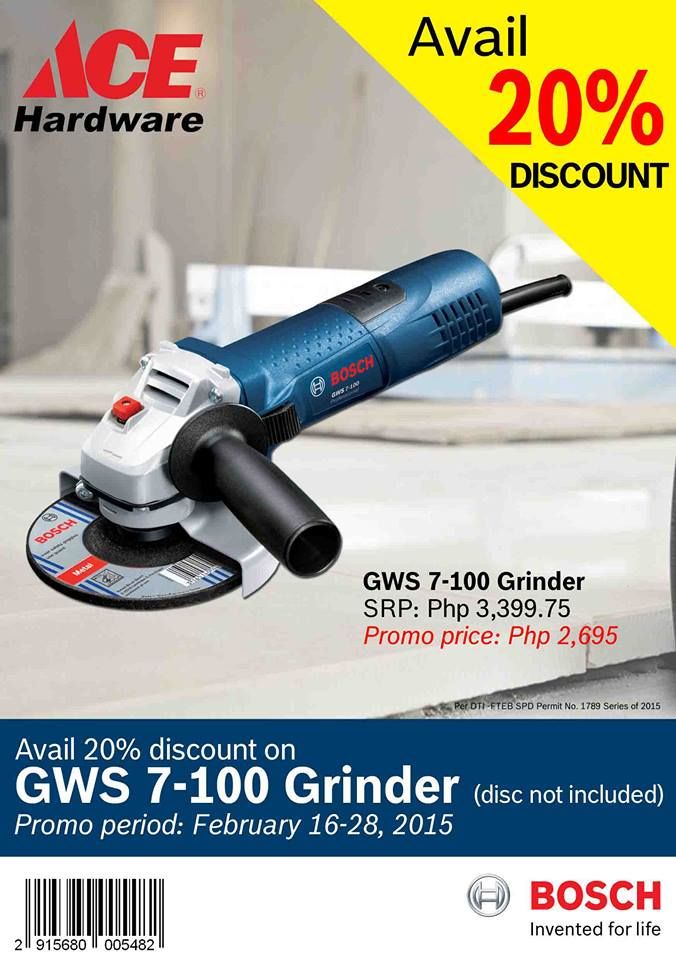 ACE®
Hardware
Avail
20%
DISCOUNT
BOSCH
GWS 7-100
Professional
BOSCH
Metal
GWS 7-100 Grinder
SRP: Php 3,399.75
Promo price: Php 2,695
Per DTI -FTEB SPD Permit No. 1789 Series of 2015
Avail 20% discount on
GWS 7-100 Grinder (disc not included)
Promo period: February 16-28, 2015
2 915680 005482
BOSCH
Invented for life